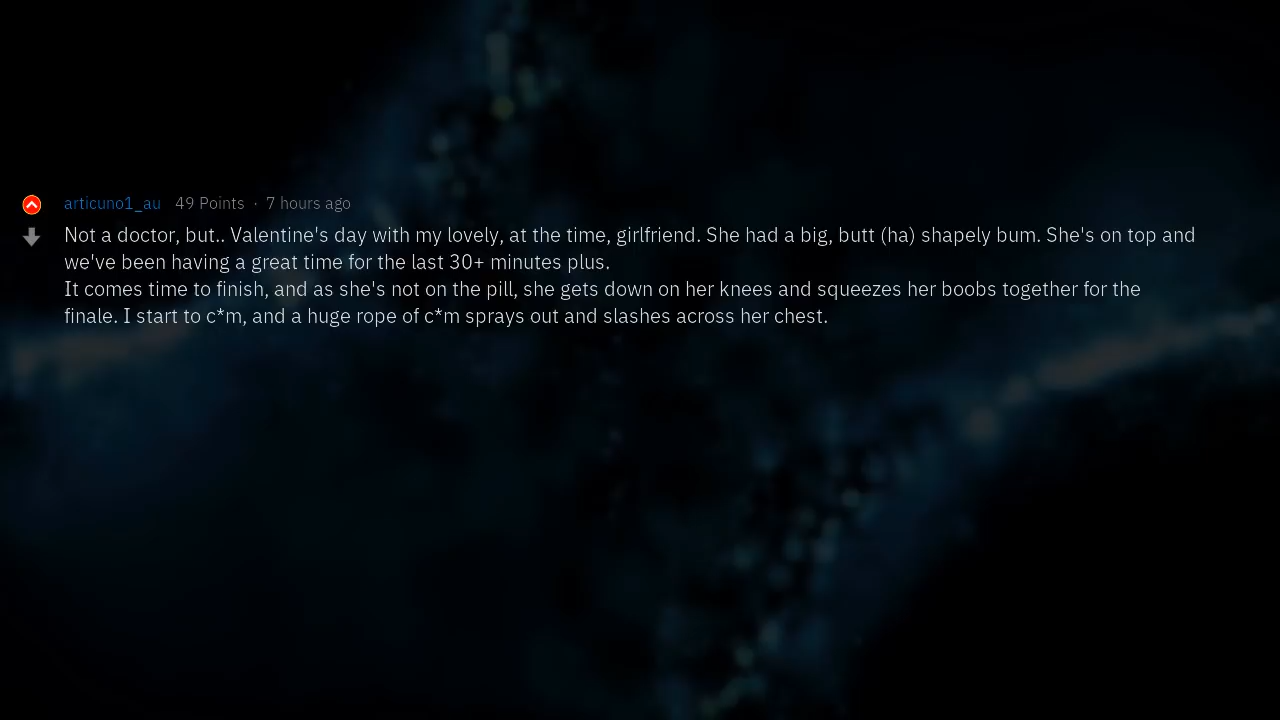 articuno1_au 49 Points · 7 hours ago
Not a doctor, but.. Valentine's day with my lovely, at the time, girlfriend. She had a big, butt (ha) shapely bum. She's on top and
we've been having a great time for the last 30+ minutes plus.
It comes time to finish, and as she's not on the pill, she gets down on her knees and squeezes her boobs together for the
finale. I start to c*m, and a huge rope of c*m sprays out and slashes across her chest.